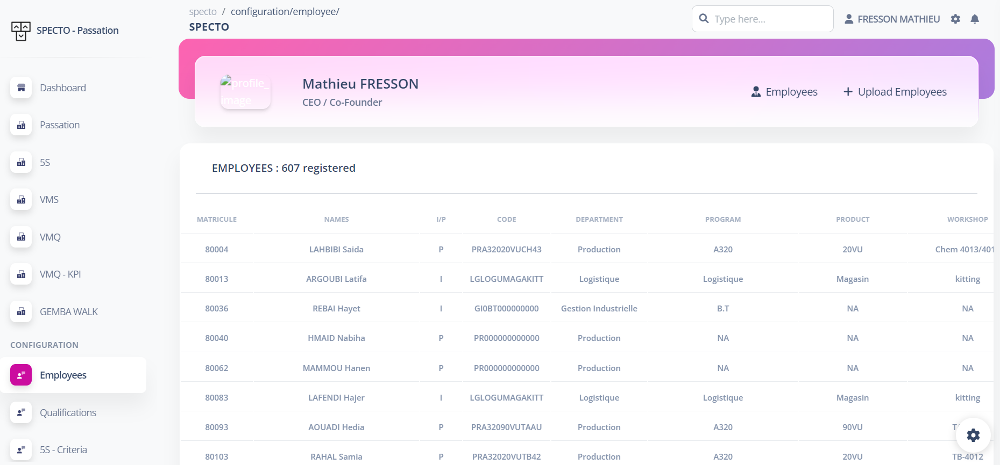 SPECTO - Passation
Dashboard
Passation
5S
VMS
VMQ
VMQ - KPI
GEMBA WALK
CONFIGURATION
Employees
Qualifications
5S - Criteria
specto / configuration/employee/
SPECTO
Type here...
FRESSON MATHIEU
profile_
image
Mathieu FRESSON
CEO / Co-Founder
Employees
Upload Employees
EMPLOYEES : 607 registered
MATRICULE NAMES I/P CODE DEPARTMENT PROGRAM PRODUCT WORKSHOP
80004 LAHBIBI Saida P PRA32020VUCH43 Production A320 20VU Chem 4013/401
80013 ARGOUBI Latifa I LGLOGUMAGAKITT Logistique Logistique Magasin kitting
80036 REBAI Hayet I GI0BT000000000 Gestion Industrielle B.T NA NA
80040 HMAID Nabiha P PR000000000000 Production NA NA NA
80062 MAMMOU Hanen P PR000000000000 Production NA NA NA
80083 LAFENDI Hajer I LGLOGUMAGAKITT Logistique Logistique Magasin kitting
80093 AOUADI Hedia P PRA32090VUTAAU Production A320 90VU
80103 RAHAL Samia P PRA32020VUTB42 Production A320 20VU TB-4012